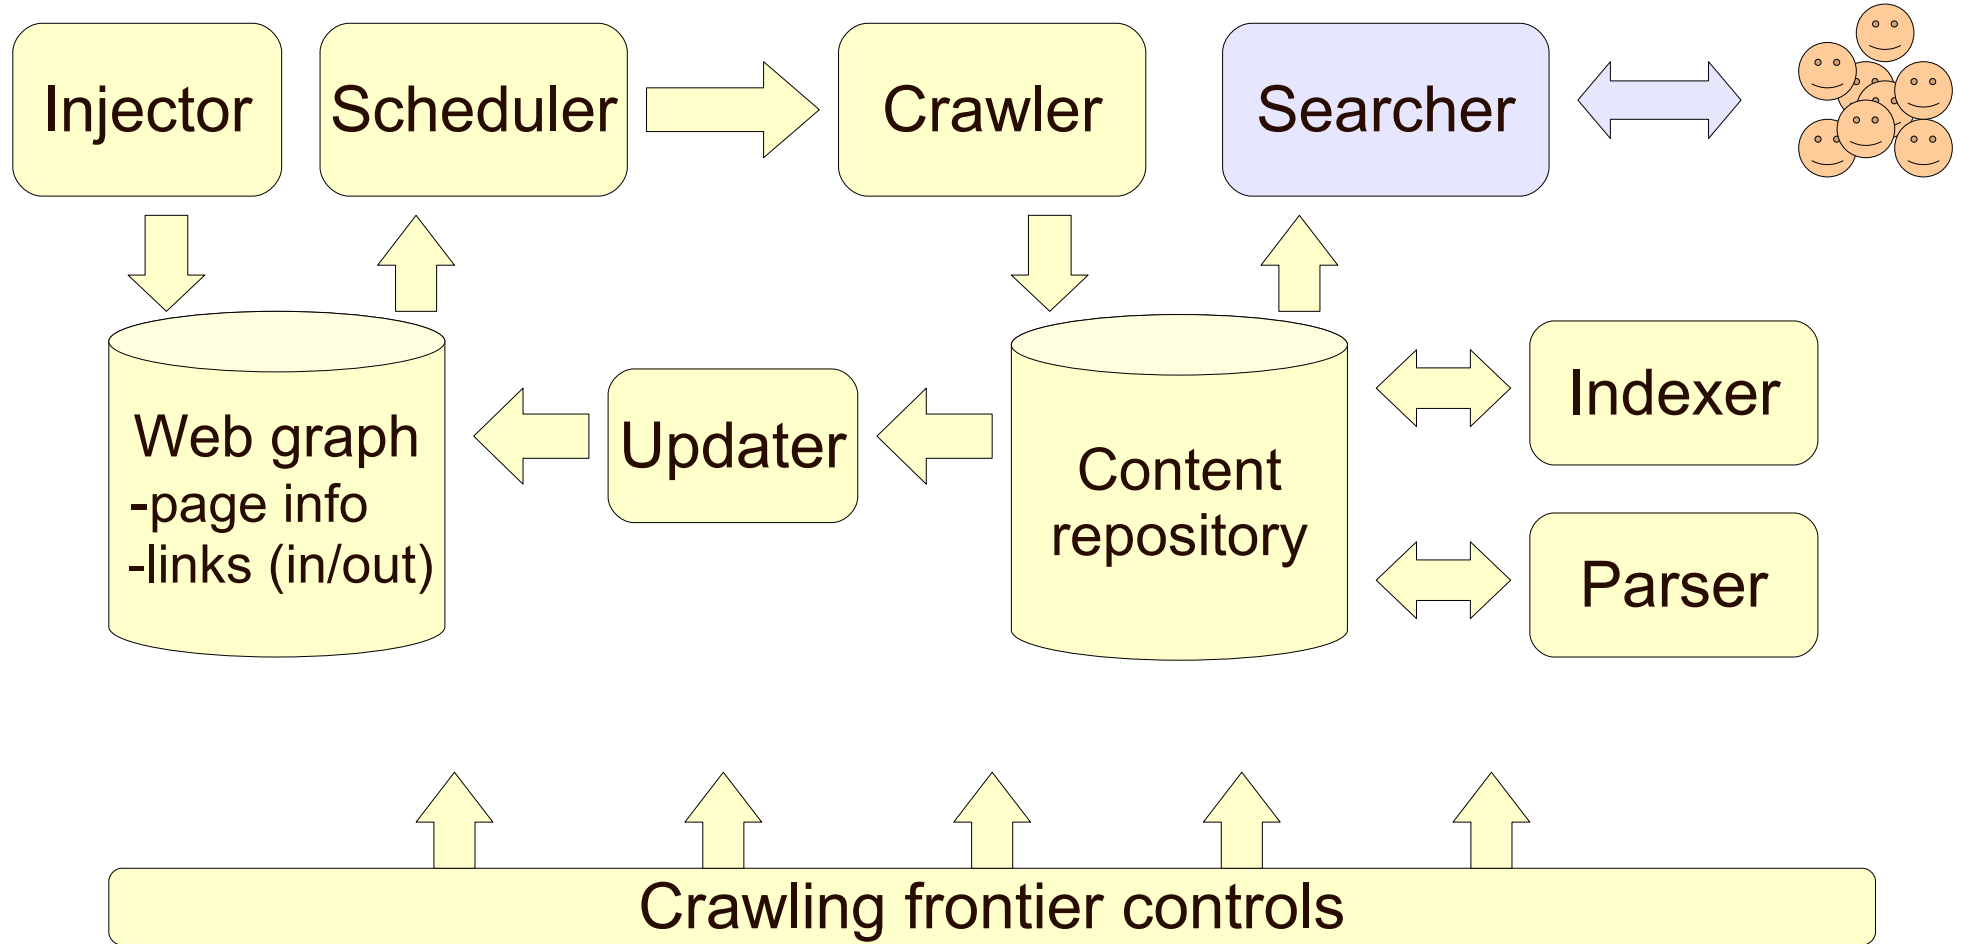 Injector
Scheduler
Crawler
Searcher
Web graph
-page info
-links (in/out)
Updater
Content
repository
Indexer
Parser
Crawling frontier controls